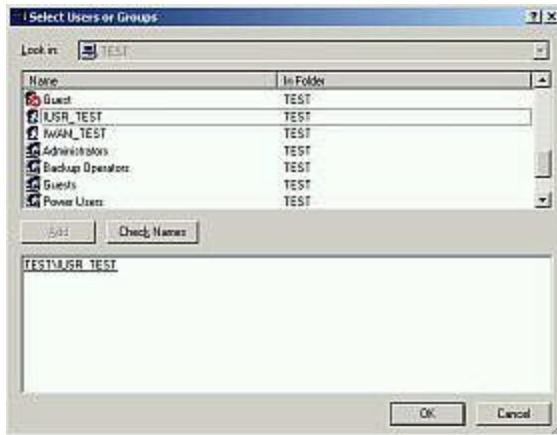 Select Users or Groups
Look in: TEST
Name In Folder
Guest TEST
IUSR_TEST TEST
IWAN_TEST TEST
Administrators TEST
Backup Operators TEST
Guests TEST
Power Users TEST
Add Check Names
TEST\IUSR_TEST
OK Cancel